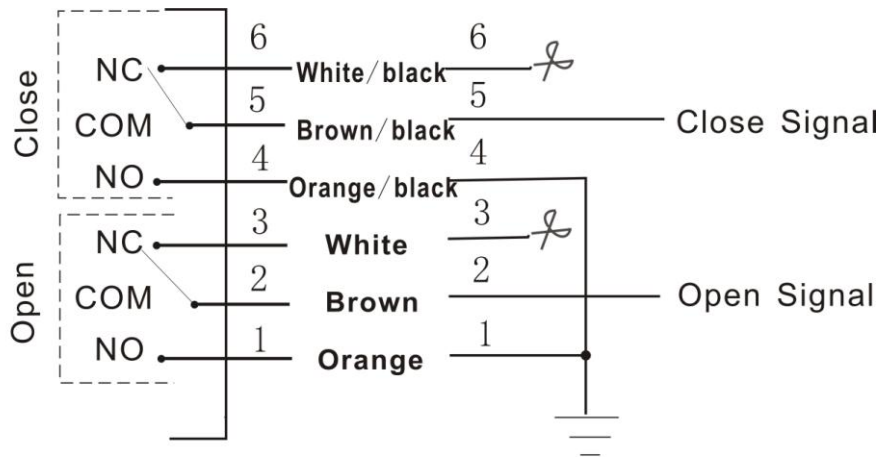 Close
NC 6 White/black 6
COM 5 Brown/black 5 Close Signal
NO 4 Orange/black 4
Open
NC 3 White 3
COM 2 Brown 2 Open Signal
NO 1 Orange 1